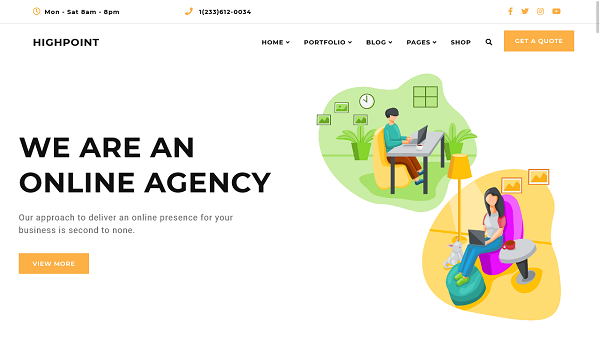 Mon - Sat 8am - 8pm
1(233)612-0034
HIGHPOINT
HOME PORTFOLIO BLOG PAGES SHOP
GET A QUOTE
WE ARE AN
ONLINE AGENCY
Our approach to deliver an online presence for your
business is second to none.
VIEW MORE